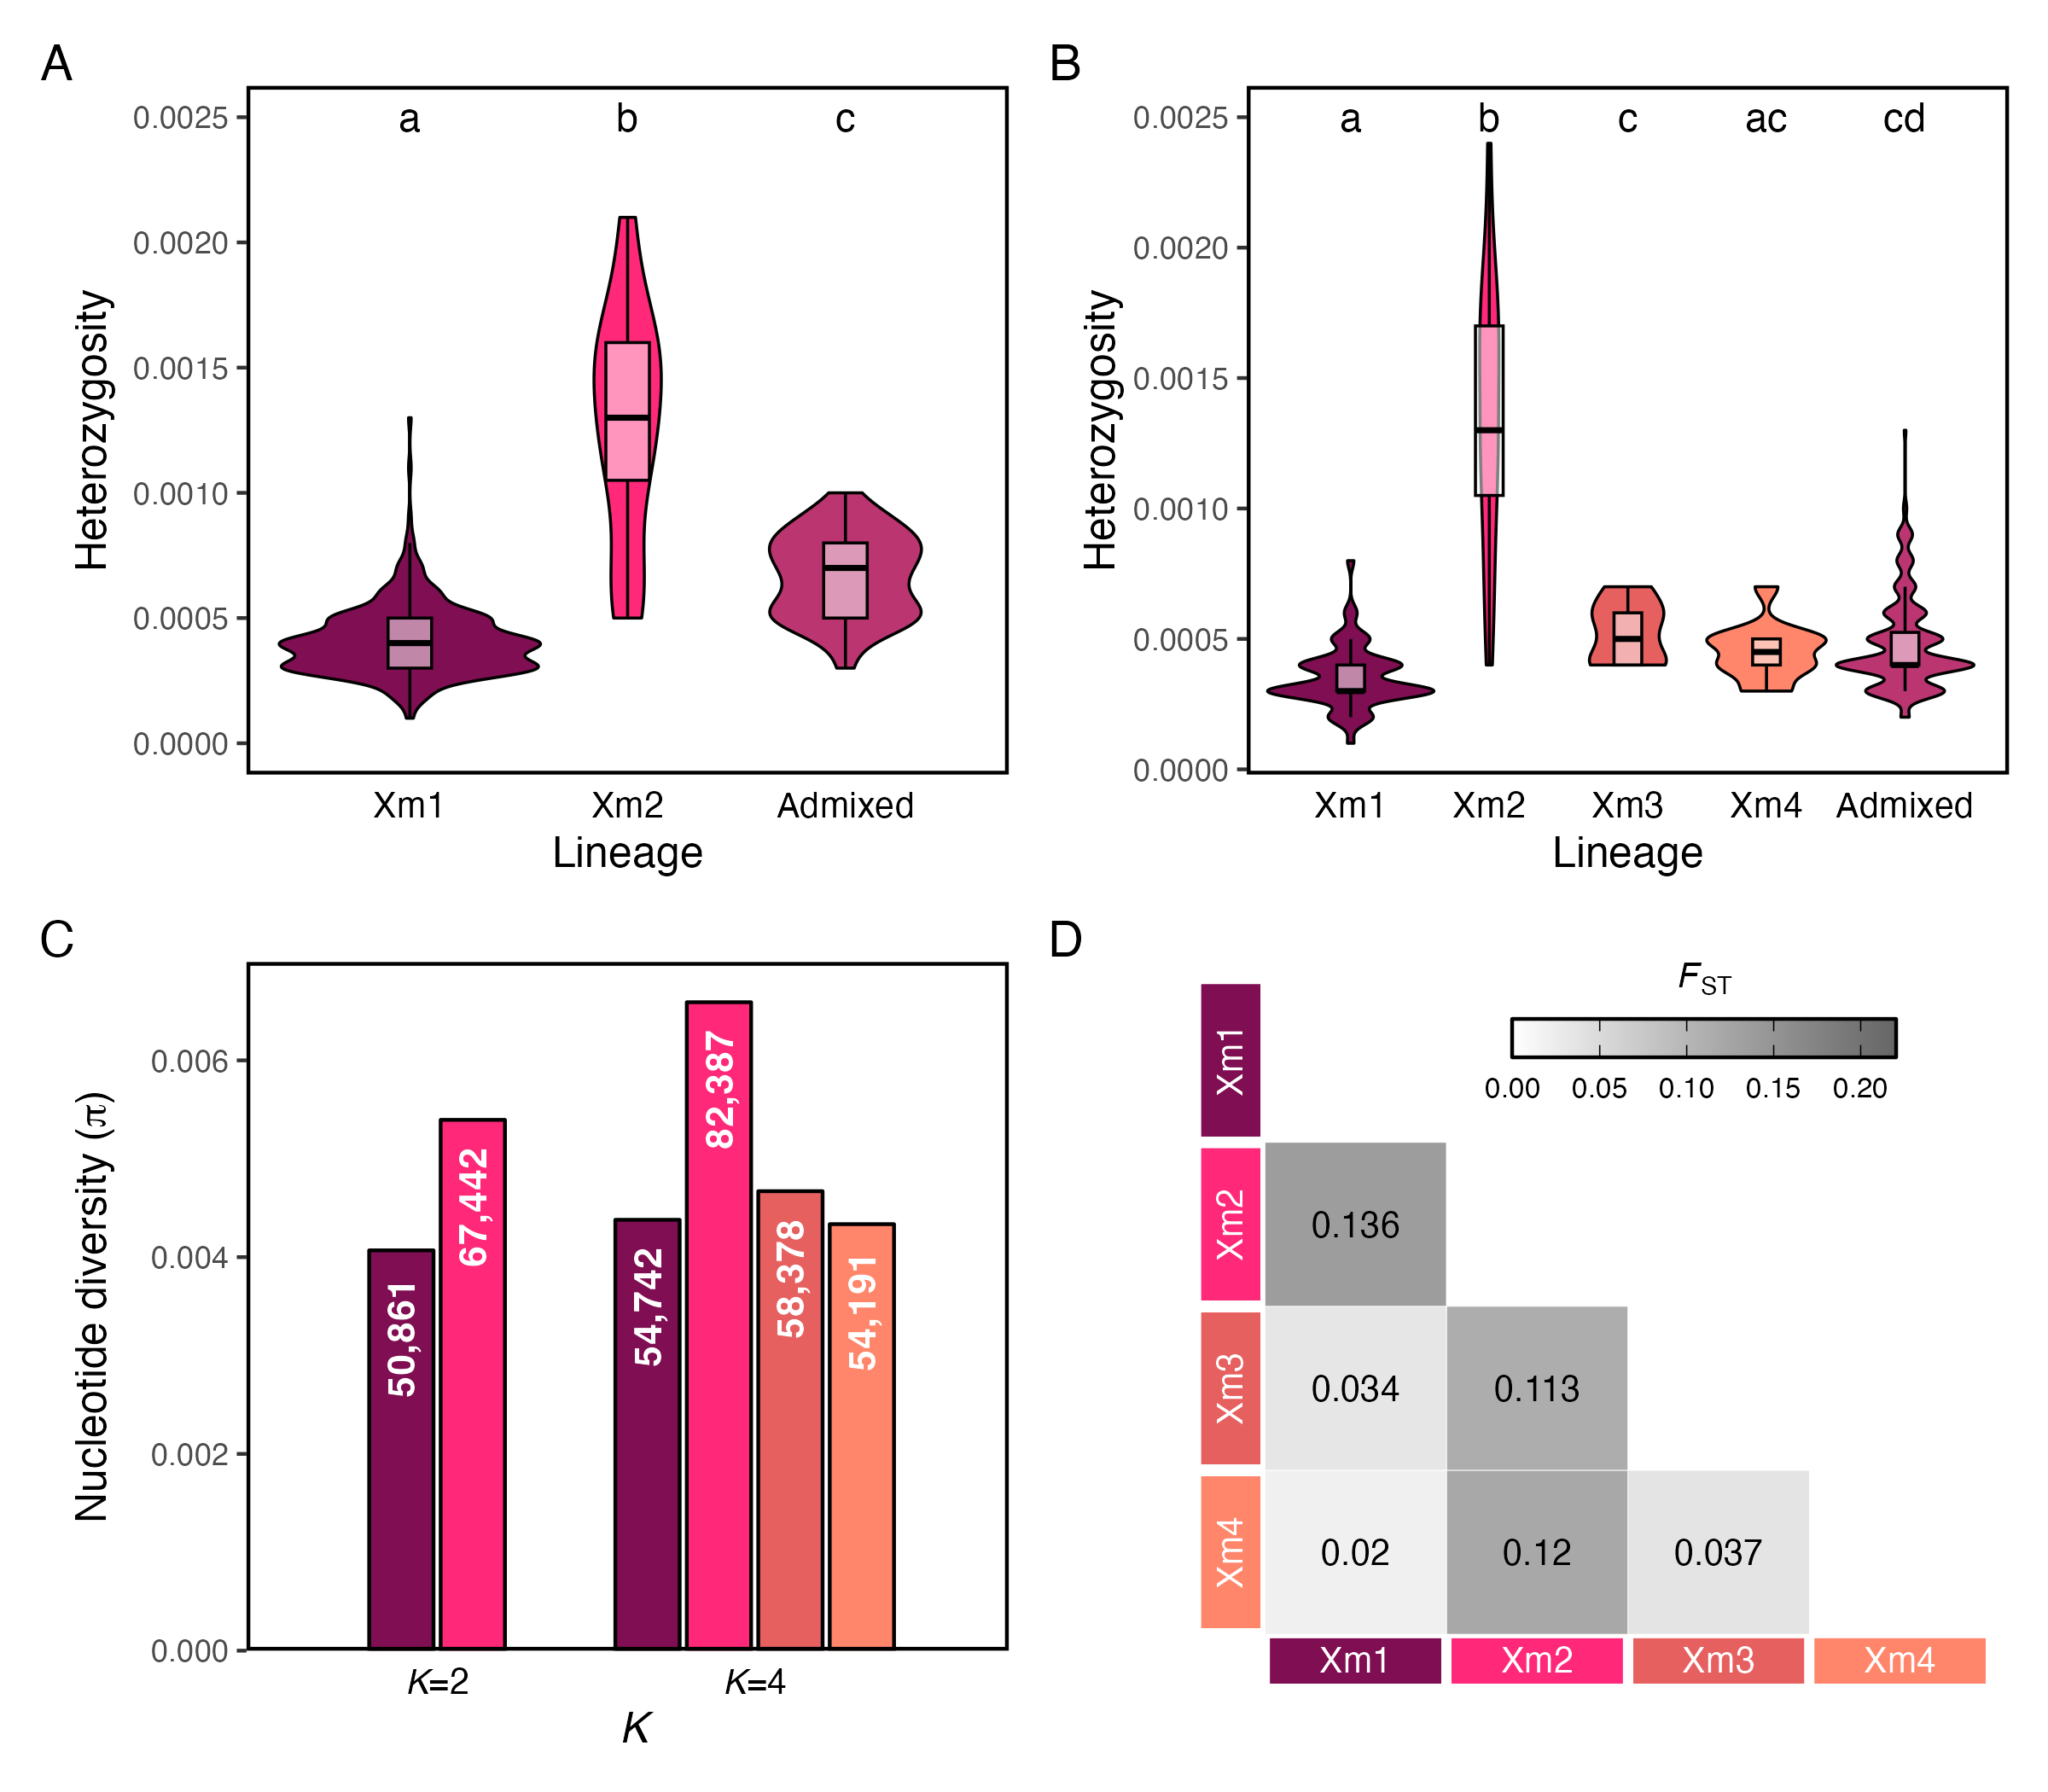 A
0.0025
0.0020
0.0015
0.0010
0.0005
0.0000
Heterozygosity
a b c
Xm1 Xm2 Admixed
Lineage
B
0.0025
0.0020
0.0015
0.0010
0.0005
0.0000
Heterozygosity
a b c ac cd
Xm1 Xm2 Xm3 Xm4 Admixed
Lineage
C
0.006
0.004
0.002
0.000
Nucleotide diversity (π)
50,861
67,442
54,742
82,387
58,378
54,191
K=2 K=4
K
D
FST
0.00 0.05 0.10 0.15 0.20
Xm1
Xm2
0.136
Xm3
0.034 0.113
Xm4
0.02 0.12 0.037
Xm1 Xm2 Xm3 Xm4